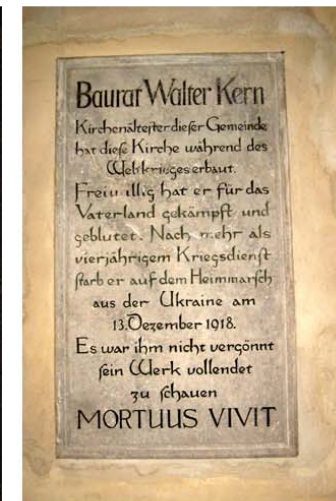 Baurat Walter Kern
Kirchenältester dieser Gemeinde
hat diese Kirche während des
Weltkrieges erbaut.
Freiwillig hat er für das
Vaterland gekämpft und
geblutet. Nach mehr als
vierjährigem Kriegsdienst
starb er auf dem Heimmarsch
aus der Ukraine am
13. Dezember 1918.
Es war ihm nicht vergönnt
sein Werk vollendet
zu schauen
MORTUUS VIVIT